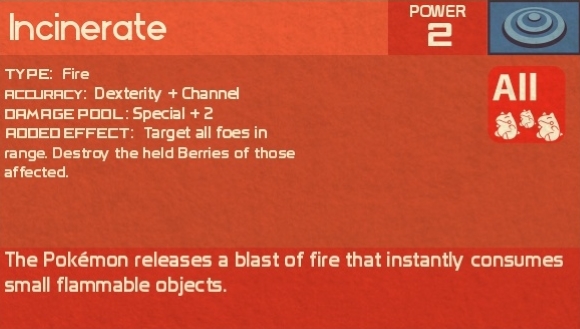 Incinerate
POWER
2
TYPE: Fire
ACCURACY: Dexterity + Channel
DAMAGE POOL: Special + 2
ADDED EFFECT: Target all foes in
range. Destroy the held Berries of those
affected.
All
The Pokémon releases a blast of fire that instantly consumes
small flammable objects.